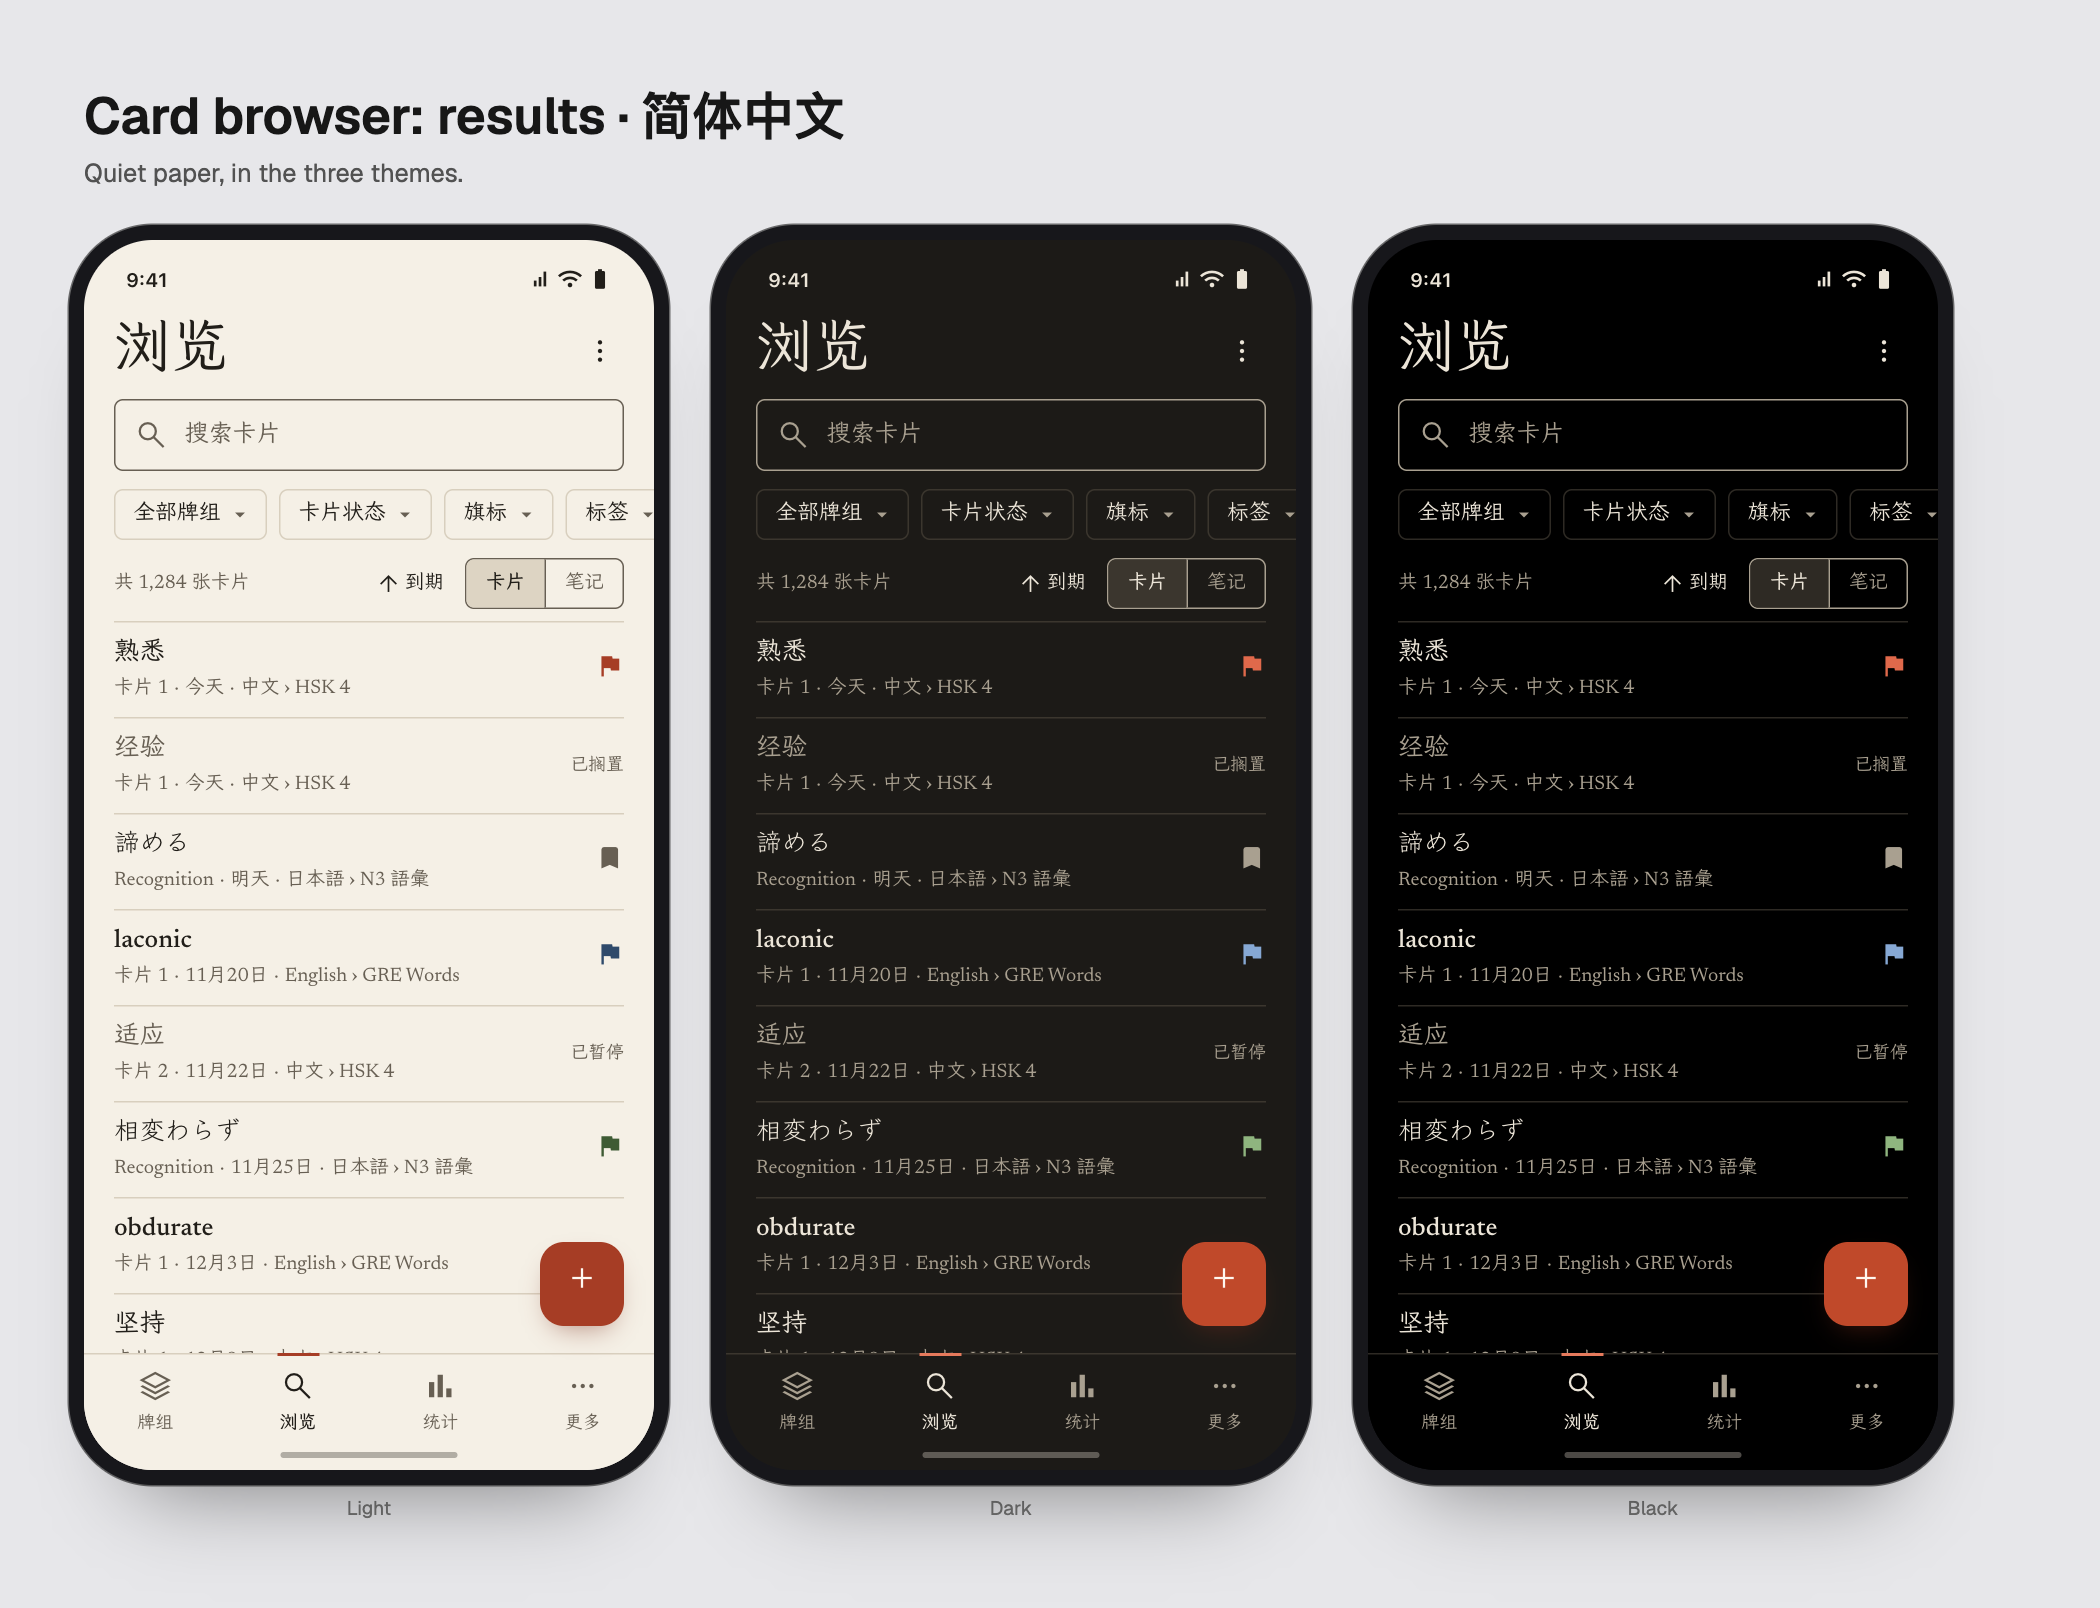 Card browser: results · 简体中文
Quiet paper, in the three themes.
9:41
浏览
搜索卡片
全部牌组
卡片状态
旗标
标签
共 1,284 张卡片
到期
卡片
笔记
熟悉
卡片 1 · 今天 · 中文 › HSK 4
经验
卡片 1 · 今天 · 中文 › HSK 4
已搁置
諦める
Recognition · 明天 · 日本語 › N3 語彙
laconic
卡片 1 · 11月20日 · English › GRE Words
适应
卡片 2 · 11月22日 · 中文 › HSK 4
已暂停
相変わらず
Recognition · 11月25日 · 日本語 › N3 語彙
obdurate
卡片 1 · 12月3日 · English › GRE Words
坚持
牌组
浏览
统计
更多
Light
9:41
浏览
搜索卡片
全部牌组
卡片状态
旗标
标签
共 1,284 张卡片
到期
卡片
笔记
熟悉
卡片 1 · 今天 · 中文 › HSK 4
经验
卡片 1 · 今天 · 中文 › HSK 4
已搁置
諦める
Recognition · 明天 · 日本語 › N3 語彙
laconic
卡片 1 · 11月20日 · English › GRE Words
适应
卡片 2 · 11月22日 · 中文 › HSK 4
已暂停
相変わらず
Recognition · 11月25日 · 日本語 › N3 語彙
obdurate
卡片 1 · 12月3日 · English › GRE Words
坚持
牌组
浏览
统计
更多
Dark
9:41
浏览
搜索卡片
全部牌组
卡片状态
旗标
标签
共 1,284 张卡片
到期
卡片
笔记
熟悉
卡片 1 · 今天 · 中文 › HSK 4
经验
卡片 1 · 今天 · 中文 › HSK 4
已搁置
諦める
Recognition · 明天 · 日本語 › N3 語彙
laconic
卡片 1 · 11月20日 · English › GRE Words
适应
卡片 2 · 11月22日 · 中文 › HSK 4
已暂停
相変わらず
Recognition · 11月25日 · 日本語 › N3 語彙
obdurate
卡片 1 · 12月3日 · English › GRE Words
坚持
牌组
浏览
统计
更多
Black